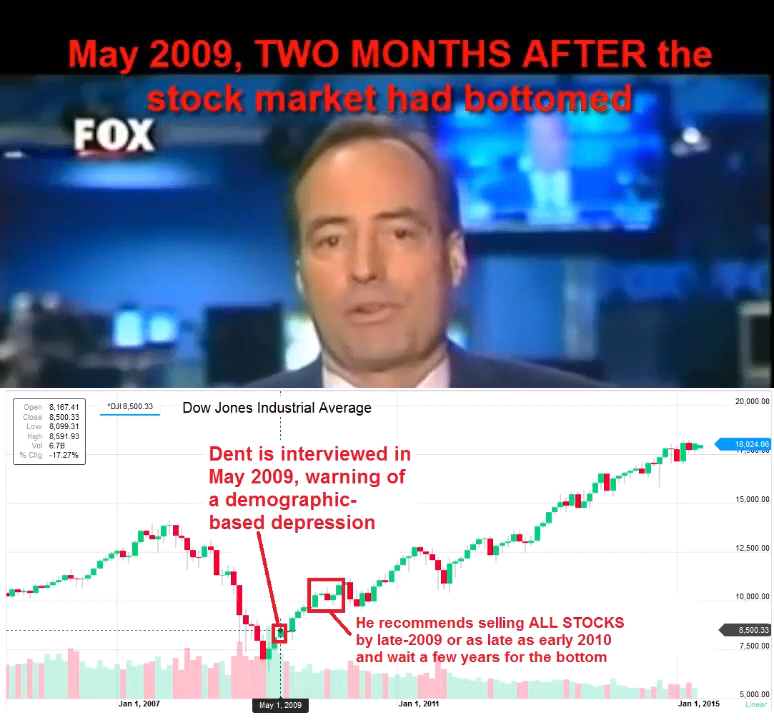 May 2009, TWO MONTHS AFTER the
stock market had bottomed
FOX
Open 8,167.41
Close 8,500.33
Low 8,099.31
High 8,591.93
Vol 6.7B
% Chg -17.27%
^DJI 8,500.33
Dow Jones Industrial Average
20,000.00
18,024.06
17,500.00
Dent is interviewed in
May 2009, warning of
a demographic-
based depression
15,000.00
12,500.00
10,000.00
He recommends selling ALL STOCKS
by late-2009 or as late as early 2010
and wait a few years for the bottom
8,500.33
7,500.00
5,000.00
Jan 1, 2007
May 1, 2009
Jan 1, 2011
Jan 1, 2015
Linear